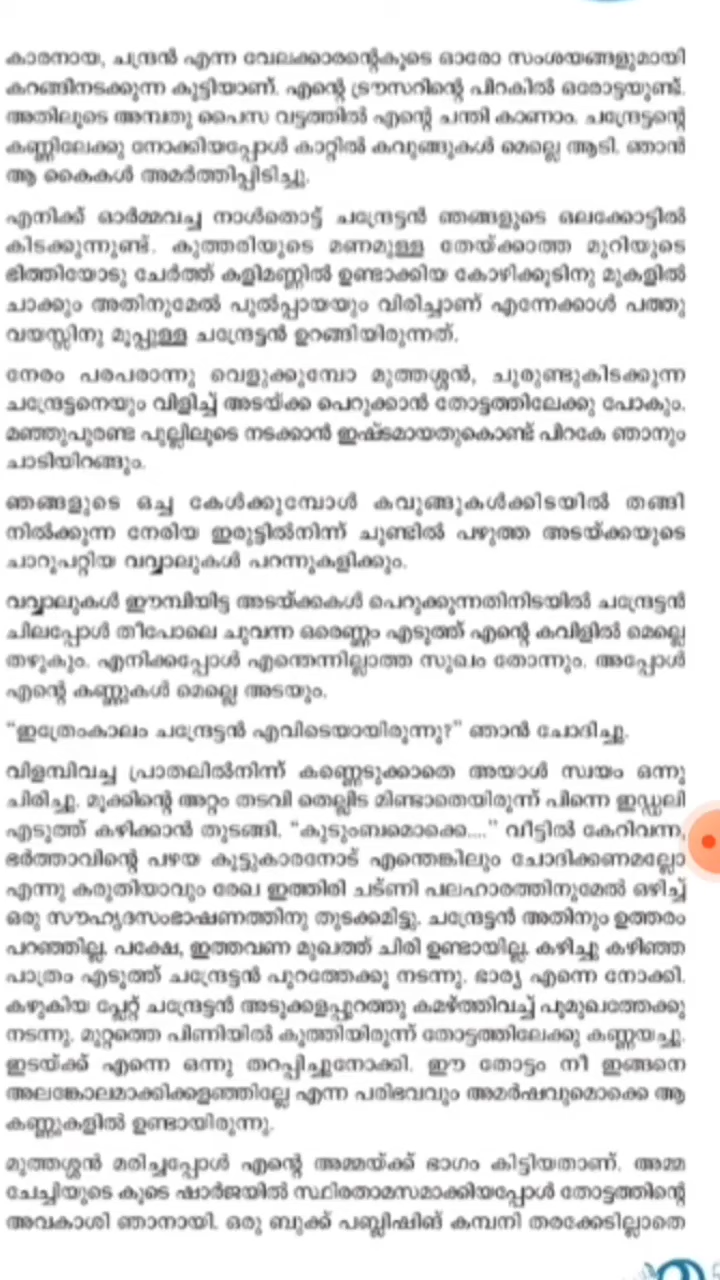 കാരനായ, ചന്ദ്രൻ എന്ന വേലക്കാരന്റെകൂടെ ഓരോ സംശയങ്ങളുമായി
കറങ്ങിനടക്കുന്ന കുട്ടിയാണ്. എന്റെ ട്രൗസറിന്റെ പിറകിൽ ഒരോട്ടയുണ്ട്.
അതിലൂടെ അമ്പതു പൈസ വട്ടത്തിൽ എന്റെ ചന്തി കാണാം. ചന്ദ്രേട്ടന്റെ
കണ്ണിലേക്കു നോക്കിയപ്പോൾ കാറ്റിൽ കവുങ്ങുകൾ മെല്ലെ ആടി. ഞാൻ
ആ കൈകൾ അമർത്തിപ്പിടിച്ചു.
എനിക്ക് ഓർമ്മവച്ച നാൾതൊട്ട് ചന്ദ്രേട്ടൻ ഞങ്ങളുടെ ഒലക്കോട്ടിൽ
കിടക്കുന്നുണ്ട്. കുത്തരിയുടെ മണമുള്ള തേയ്ക്കാത്ത മുറിയുടെ
ഭിത്തിയോടു ചേർത്ത് കളിമണ്ണിൽ ഉണ്ടാക്കിയ കോഴിക്കൂടിനു മുകളിൽ
ചാക്കും അതിനുമേൽ പുൽപ്പായയും വിരിച്ചാണ് എന്നേക്കാൾ പത്തു
വയസ്സിനു മൂപ്പുള്ള ചന്ദ്രേട്ടൻ ഉറങ്ങിയിരുന്നത്.
നേരം പരപരാന്നു വെളുക്കുമ്പോ മുത്തശ്ശൻ, ചുരുണ്ടുകിടക്കുന്ന
ചന്ദ്രേട്ടനെയും വിളിച്ച് അടയ്ക്ക പെറുക്കാൻ തോട്ടത്തിലേക്കു പോകും.
മഞ്ഞുപുരണ്ട പുല്ലിലൂടെ നടക്കാൻ ഇഷ്ടമായതുകൊണ്ട് പിറകേ ഞാനും
ചാടിയിറങ്ങും.
ഞങ്ങളുടെ ഒച്ച കേൾക്കുമ്പോൾ കവുങ്ങുകൾക്കിടയിൽ തങ്ങി
നിൽക്കുന്ന നേരിയ ഇരുട്ടിൽനിന്ന് ചുണ്ടിൽ പഴുത്ത അടയ്ക്കയുടെ
ചാറുപറ്റിയ വവ്വാലുകൾ പറന്നുകളിക്കും.
വവ്വാലുകൾ ഈമ്പിയിട്ട അടയ്ക്കകൾ പെറുക്കുന്നതിനിടയിൽ ചന്ദ്രേട്ടൻ
ചിലപ്പോൾ തീപോലെ ചുവന്ന ഒരെണ്ണം എടുത്ത് എന്റെ കവിളിൽ മെല്ലെ
തഴുകും. എനിക്കപ്പോൾ എന്തെന്നില്ലാത്ത സുഖം തോന്നും. അപ്പോൾ
എന്റെ കണ്ണുകൾ മെല്ലെ അടയും.
"ഇത്രേംകാലം ചന്ദ്രേട്ടൻ എവിടെയായിരുന്നു?" ഞാൻ ചോദിച്ചു.
വിളമ്പിവച്ച പ്രാതലിൽനിന്ന് കണ്ണെടുക്കാതെ അയാൾ സ്വയം ഒന്നു
ചിരിച്ചു. മൂക്കിന്റെ അറ്റം തടവി തെല്ലിട മിണ്ടാതെയിരുന്ന് പിന്നെ ഇഡ്ഡലി
എടുത്ത് കഴിക്കാൻ തുടങ്ങി. "കുടുംബമൊക്കെ...." വീട്ടിൽ കേറിവന്ന,
ഭർത്താവിന്റെ പഴയ കൂട്ടുകാരനോട് എന്തെങ്കിലും ചോദിക്കണമല്ലോ
എന്നു കരുതിയാവും രേഖ ഇത്തിരി ചട്ണി പലഹാരത്തിനുമേൽ ഒഴിച്ച്
ഒരു സൗഹൃദസംഭാഷണത്തിനു തുടക്കമിട്ടു. ചന്ദ്രേട്ടൻ അതിനും ഉത്തരം
പറഞ്ഞില്ല. പക്ഷേ, ഇത്തവണ മുഖത്ത് ചിരി ഉണ്ടായില്ല. കഴിച്ചു കഴിഞ്ഞ
പാത്രം എടുത്ത് ചന്ദ്രേട്ടൻ പുറത്തേക്കു നടന്നു. ഭാര്യ എന്നെ നോക്കി.
കഴുകിയ പ്ലേറ്റ് ചന്ദ്രേട്ടൻ അടുക്കളപ്പുറത്തു കമഴ്ത്തിവച്ച് പൂമുഖത്തേക്കു
നടന്നു. മുറ്റത്തെ പിണിയിൽ കുത്തിയിരുന്ന് തോട്ടത്തിലേക്കു കണ്ണയച്ചു.
ഇടയ്ക്ക് എന്നെ ഒന്നു തറപ്പിച്ചുനോക്കി. ഈ തോട്ടം നീ ഇങ്ങനെ
അലങ്കോലമാക്കിക്കളഞ്ഞില്ലേ എന്ന പരിഭവവും അമർഷവുമൊക്കെ ആ
കണ്ണുകളിൽ ഉണ്ടായിരുന്നു.
മുത്തശ്ശൻ മരിച്ചപ്പോൾ എന്റെ അമ്മയ്ക്ക് ഭാഗം കിട്ടിയതാണ്. അമ്മ
ചേച്ചിയുടെ കൂടെ ഷാർജയിൽ സ്ഥിരതാമസമാക്കിയപ്പോൾ തോട്ടത്തിന്റെ
അവകാശി ഞാനായി. ഒരു ബുക്ക് പബ്ലിഷിങ് കമ്പനി തരക്കേടില്ലാതെ